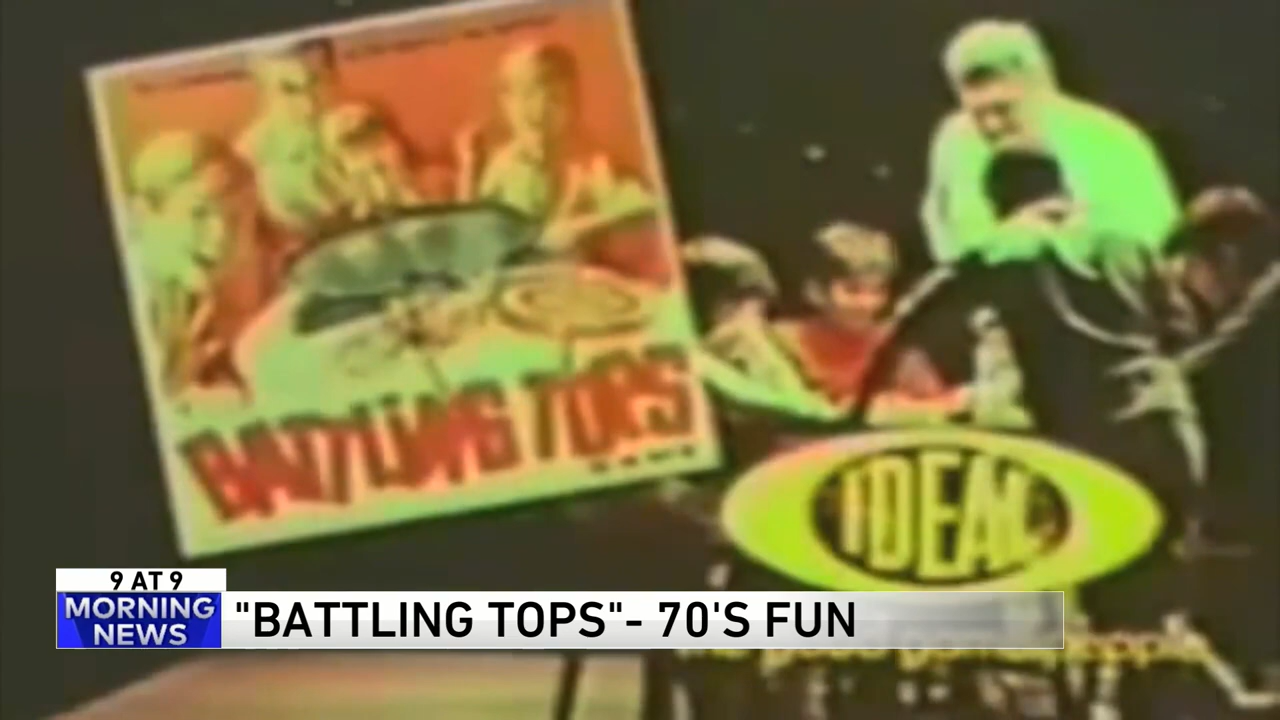 BATTLING TOPS
IDEAL
9 AT 9
MORNING
NEWS
"BATTLING TOPS"- 70'S FUN